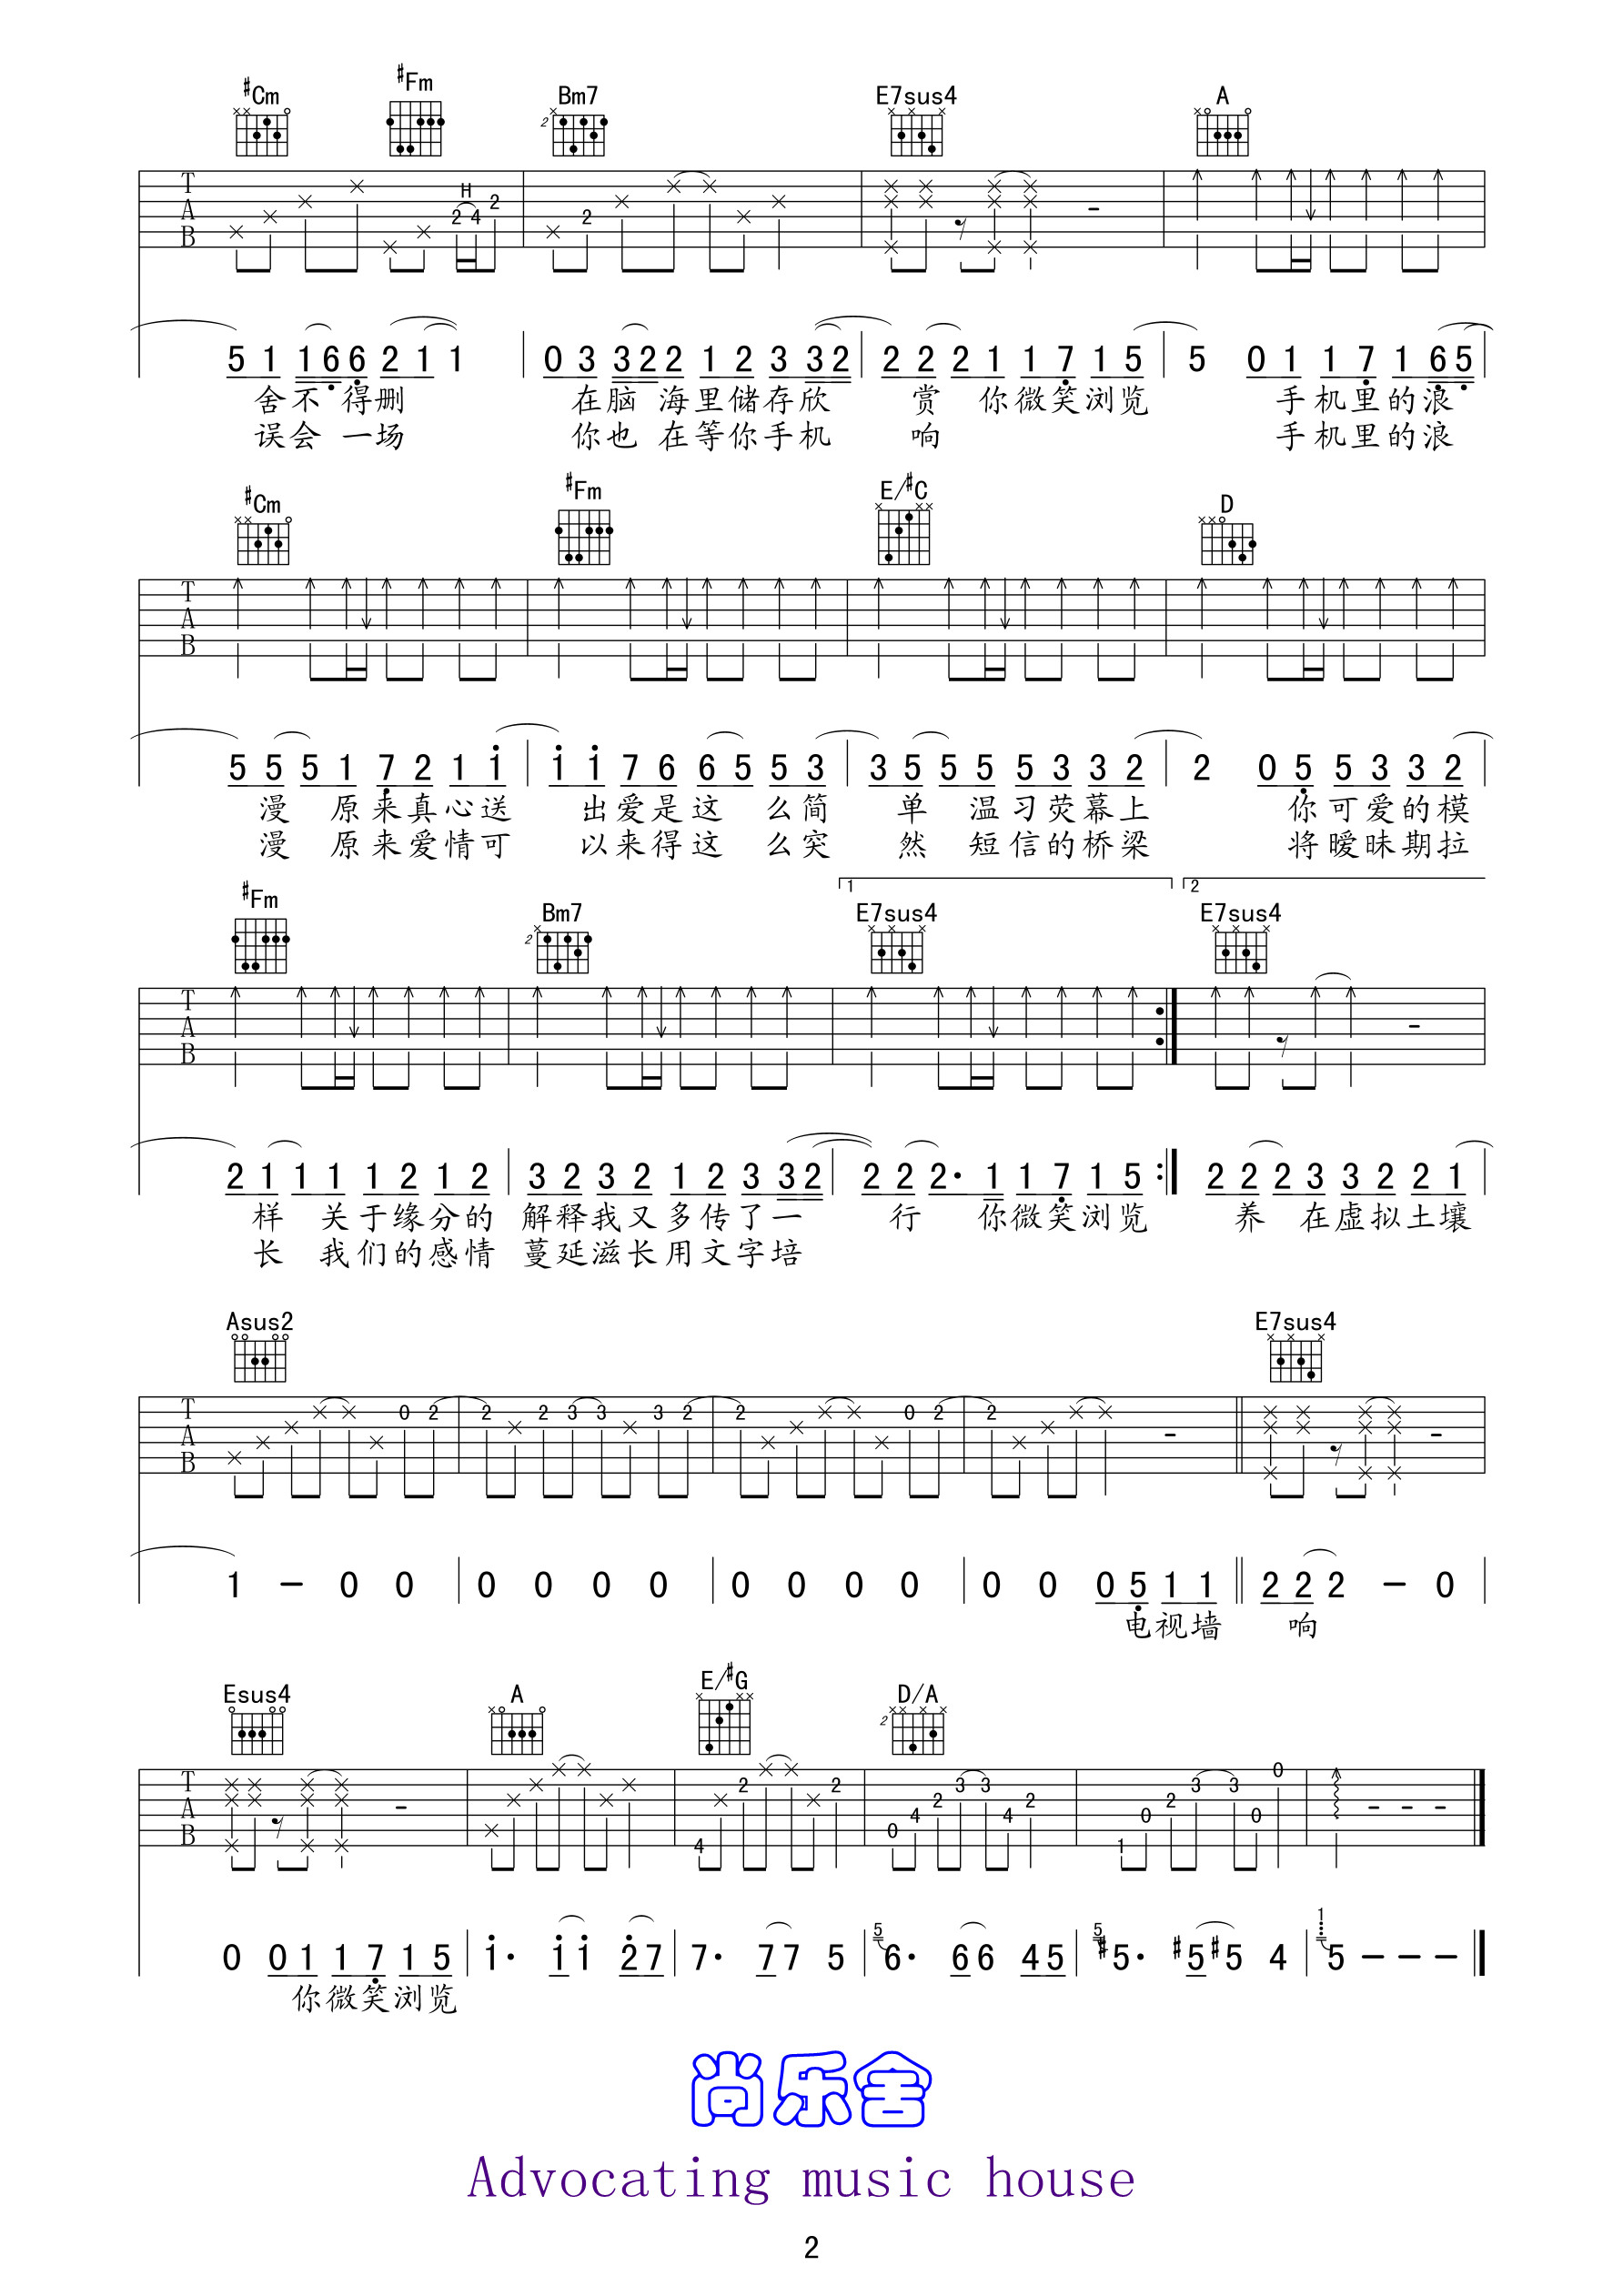 #Cm #Fm Bm7 E7sus4 A
2
T A B H 2 4 2 2
5 1 1 6 6 2 1 1 | 0 3 3 2 2 1 2 3 3 2 | 2 2 2 1 1 7 1 5 | 5 0 1 1 7 1 6 5 |
舍不得删 在脑海里储存欣 赏 你微笑浏览 手机里的浪
误会一场 你也在等你手机 响 手机里的浪
#Cm #Fm E/#C D
T A B
5 5 5 1 7 2 1 i | i i 7 6 6 5 5 3 | 3 5 5 5 5 3 3 2 | 2 0 5 5 3 3 2 |
漫 原来真心送 出爱是这么简 单 温习荧幕上 你可爱的模
漫 原来爱情可 以来得这么突 然 短信的桥梁 将暧昧期拉
1 2
#Fm Bm7 E7sus4 E7sus4
2
T A B
2 1 1 1 1 2 1 2 | 3 2 3 2 1 2 3 3 2 | 2 2 2· 1 1 7 1 5 :| 2 2 2 3 3 2 2 1 |
样 关于缘分的 解释我又多传了一 行 你微笑浏览 养 在虚拟土壤
长 我们的感情 蔓延滋长用文字培
Asus2 E7sus4
T A B 0 2 2 2 3 3 3 2 2 0 2 2
1 — 0 0 | 0 0 0 0 | 0 0 0 0 | 0 0 0 5 1 1 || 2 2 2 — 0 |
电视墙 响
Esus4 A E/#G D/A
2
T A B 4 2 2 0 4 2 3 3 4 2 1 0 2 3 3 0 0
0 0 1 1 7 1 5 | i· i i 2 7 | 7· 7 7 5 | 5 6· 6 6 4 5 | 5 #5· #5 #5 4 | 1 5 — — —
你微笑浏览
尚乐舍
Advocating music house
2